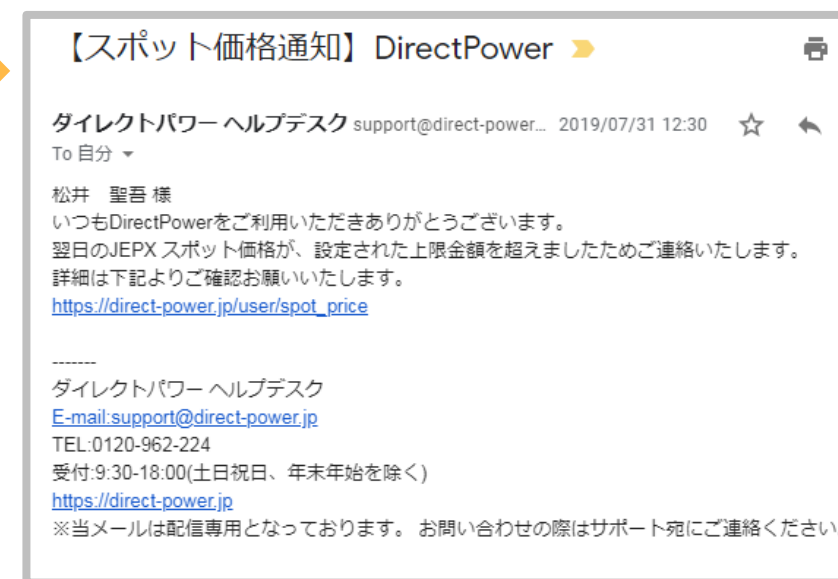 【スポット価格通知】DirectPower
ダイレクトパワー ヘルプデスク support@direct-power... 2019/07/31 12:30
To 自分
松井 聖吾 様
いつもDirectPowerをご利用いただきありがとうございます。
翌日のJEPX スポット価格が、設定された上限金額を超えましたためご連絡いたします。
詳細は下記よりご確認お願いいたします。
https://direct-power.jp/user/spot_price
-------
ダイレクトパワー ヘルプデスク
E-mail:support@direct-power.jp
TEL:0120-962-224
受付:9:30-18:00(土日祝日、年末年始を除く)
https://direct-power.jp
※当メールは配信専用となっております。 お問い合わせの際はサポート宛にご連絡ください